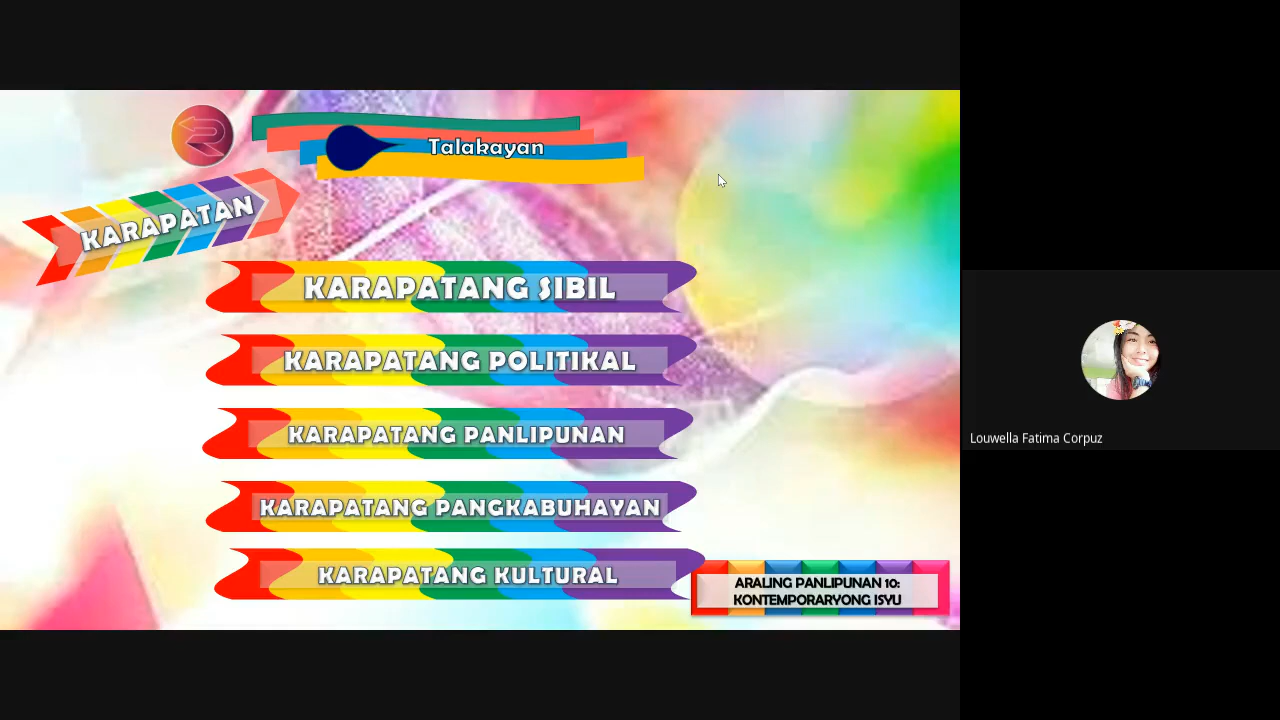 Talakayan
KARAPATAN
KARAPATANG SIBIL
KARAPATANG POLITIKAL
KARAPATANG PANLIPUNAN
KARAPATANG PANGKABUHAYAN
KARAPATANG KULTURAL
ARALING PANLIPUNAN 10:
KONTEMPORARYONG ISYU
Louwella Fatima Corpuz